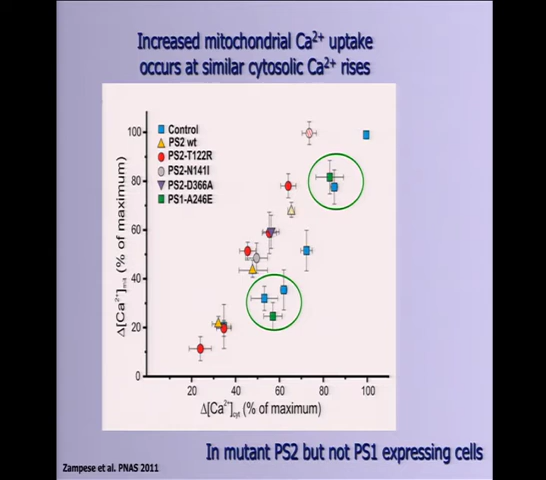 Increased mitochondrial Ca²⁺ uptake
occurs at similar cytosolic Ca²⁺ rises
Δ[Ca²⁺]mit (% of maximum)
100
80
60
40
20
0
Control
PS2 wt
PS2-T122R
PS2-N141I
PS2-D366A
PS1-A246E
20 40 60 80 100
Δ[Ca²⁺]cyt (% of maximum)
In mutant PS2 but not PS1 expressing cells
Zampese et al. PNAS 2011